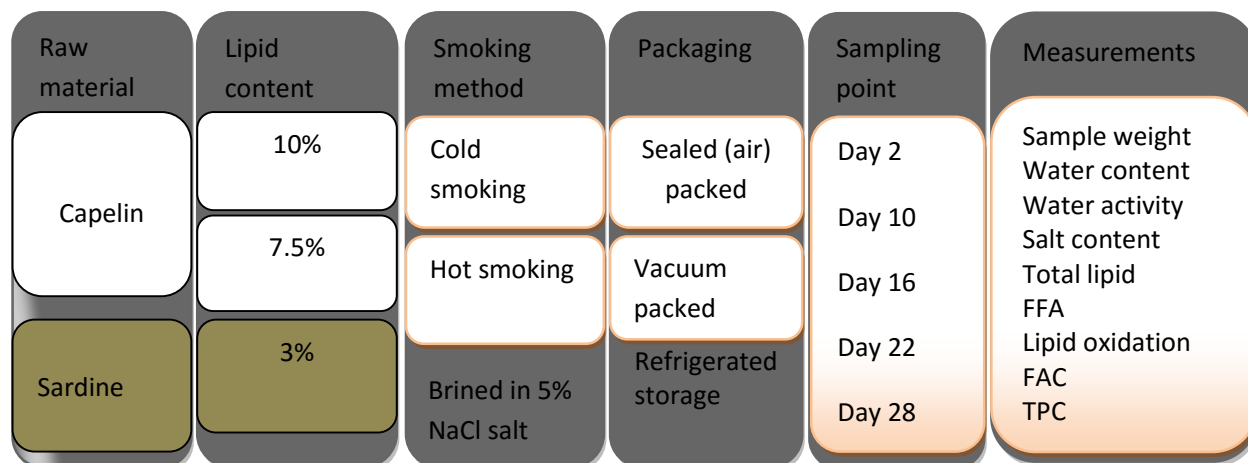 Raw
material
Capelin
Sardine
Lipid
content
10%
7.5%
3%
Smoking
method
Cold
smoking
Hot smoking
Brined in 5%
NaCl salt
Packaging
Sealed (air)
packed
Vacuum
packed
Refrigerated
storage
Sampling
point
Day 2
Day 10
Day 16
Day 22
Day 28
Measurements
Sample weight
Water content
Water activity
Salt content
Total lipid
FFA
Lipid oxidation
FAC
TPC